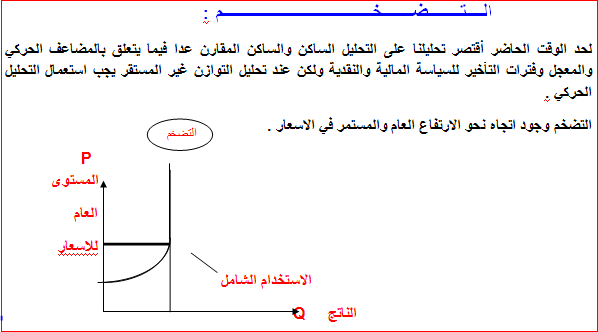 الـتـــضـــخـــــــــــــــم :
لحد الوقت الحاضر أقتصر تحليلنا على التحليل الساكن والساكن المقارن عدا فيما يتعلق بالمضاعف الحركي
والمعجل وفترات التأخير للسياسة المالية والنقدية ولكن عند تحليل التوازن غير المستقر يجب استعمال التحليل
الحركي .
التضخم وجود اتجاه نحو الارتفاع العام والمستمر في الاسعار .
التضخم
P
المستوى
العام
للاسعار
الاستخدام الشامل
الناتج Q